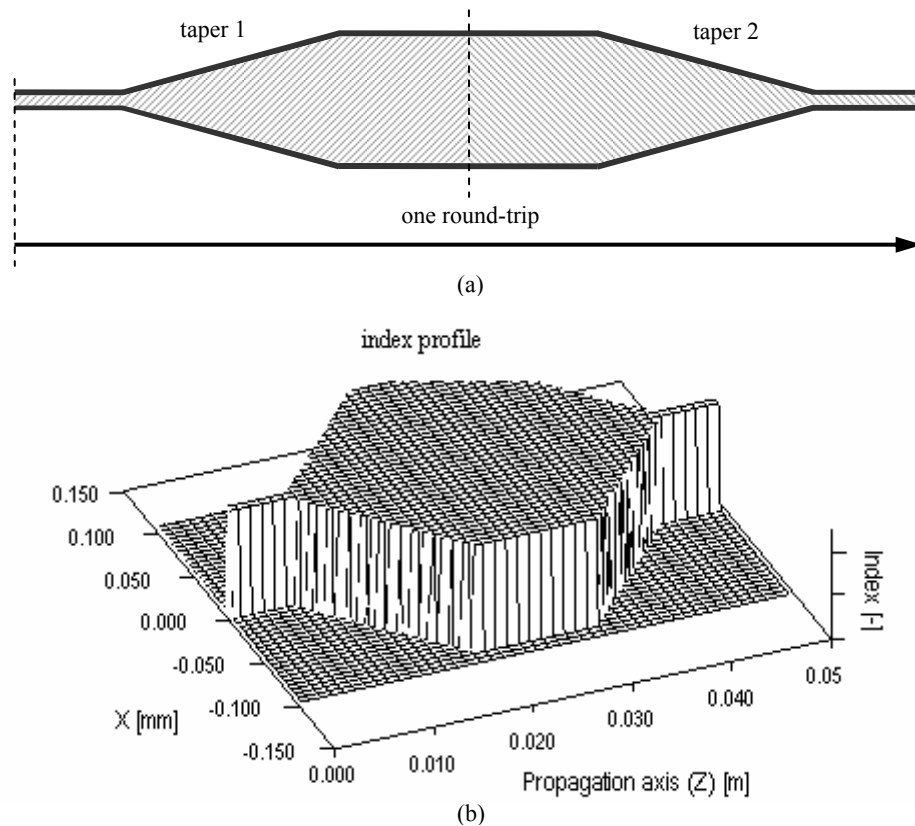 taper 1
taper 2
one round-trip
(a)
index profile
0.150
0.100
0.050
0.000
-0.050
-0.100
-0.150
X [mm]
0.000
0.010
0.020
0.030
0.040
0.05
Propagation axis (Z) [m]
Index [-]
(b)